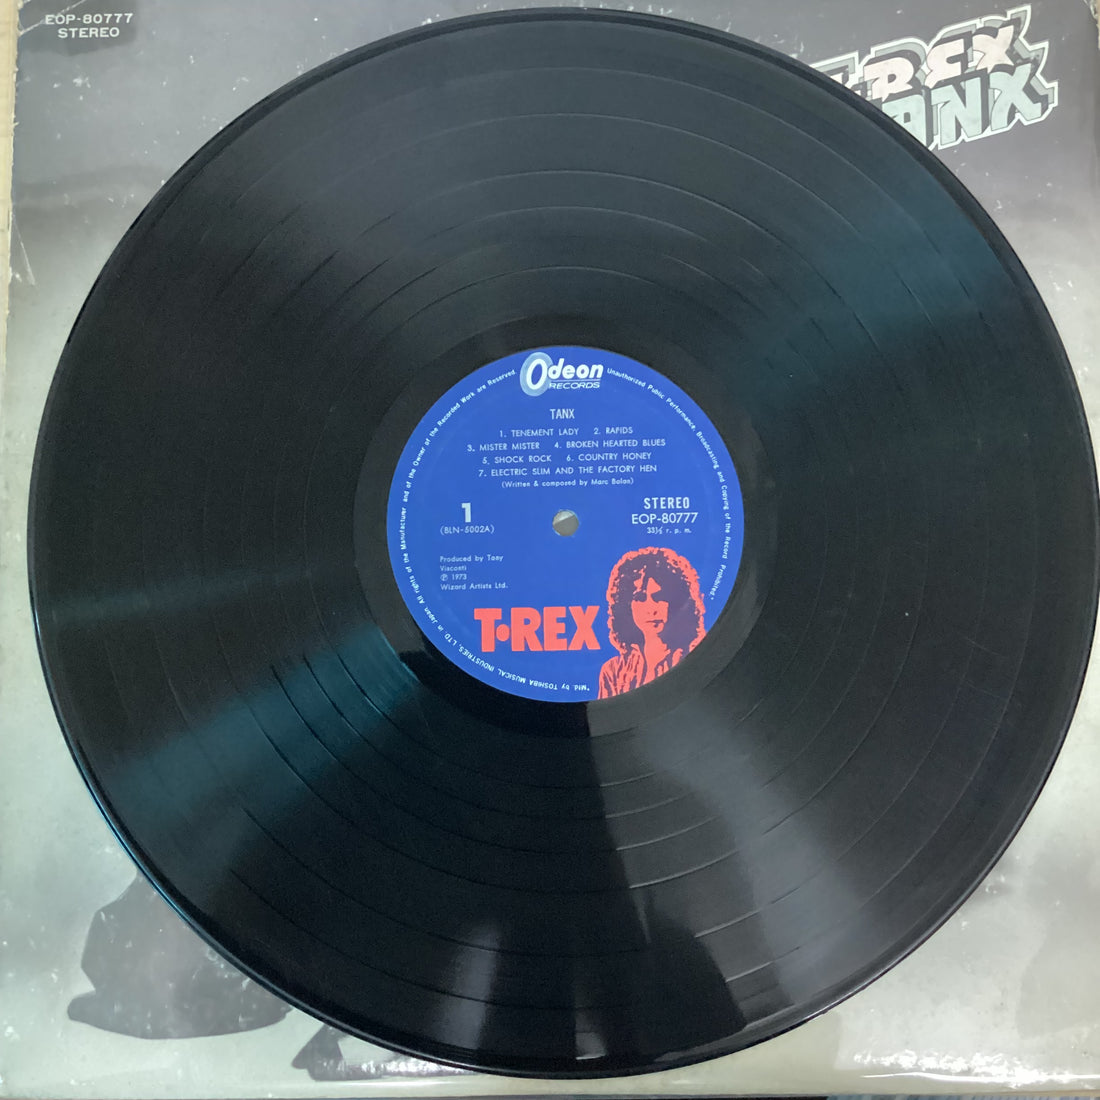 EOP-80777
STEREO
T.REX
TANX
Odeon
RECORDS
TANX
1. TENEMENT LADY 2. RAPIDS
3. MISTER MISTER 4. BROKEN HEARTED BLUES
5. SHOCK ROCK 6. COUNTRY HONEY
7. ELECTRIC SLIM AND THE FACTORY HEN
(Written & composed by Marc Bolan)
1
(BLN-5002A)
STEREO
EOP-80777
33⅓ r. p. m.
Produced by Tony
Visconti
Ⓟ 1973
Wizard Artists Ltd.
T•REX
"Mfd. by TOSHIBA MUSICAL INDUSTRIES, LTD. in Japan All rights of the Manufacturer and of the Owner of the Recorded Work are Reserved. Unauthorized Public Performance, Broadcasting and Copying of the Record Prohibited."